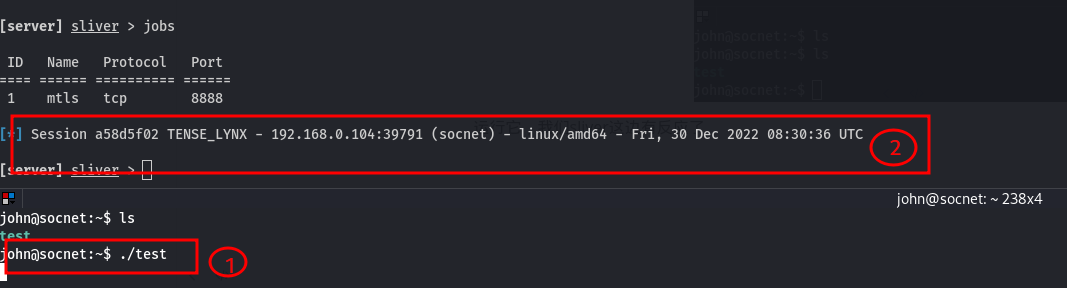 [server] sliver > jobs
ID Name Protocol Port
==== ====== ========== ======
1 mtls tcp 8888
[*] Session a58d5f02 TENSE_LYNX - 192.168.0.104:39791 (socnet) - linux/amd64 - Fri, 30 Dec 2022 08:30:36 UTC
2
[server] sliver >
john@socnet:~$ ls
john@socnet:~$ ls
test
john@socnet:~$
john@socnet: ~ 238x4
john@socnet:~$ ls
test
john@socnet:~$ ./test
1